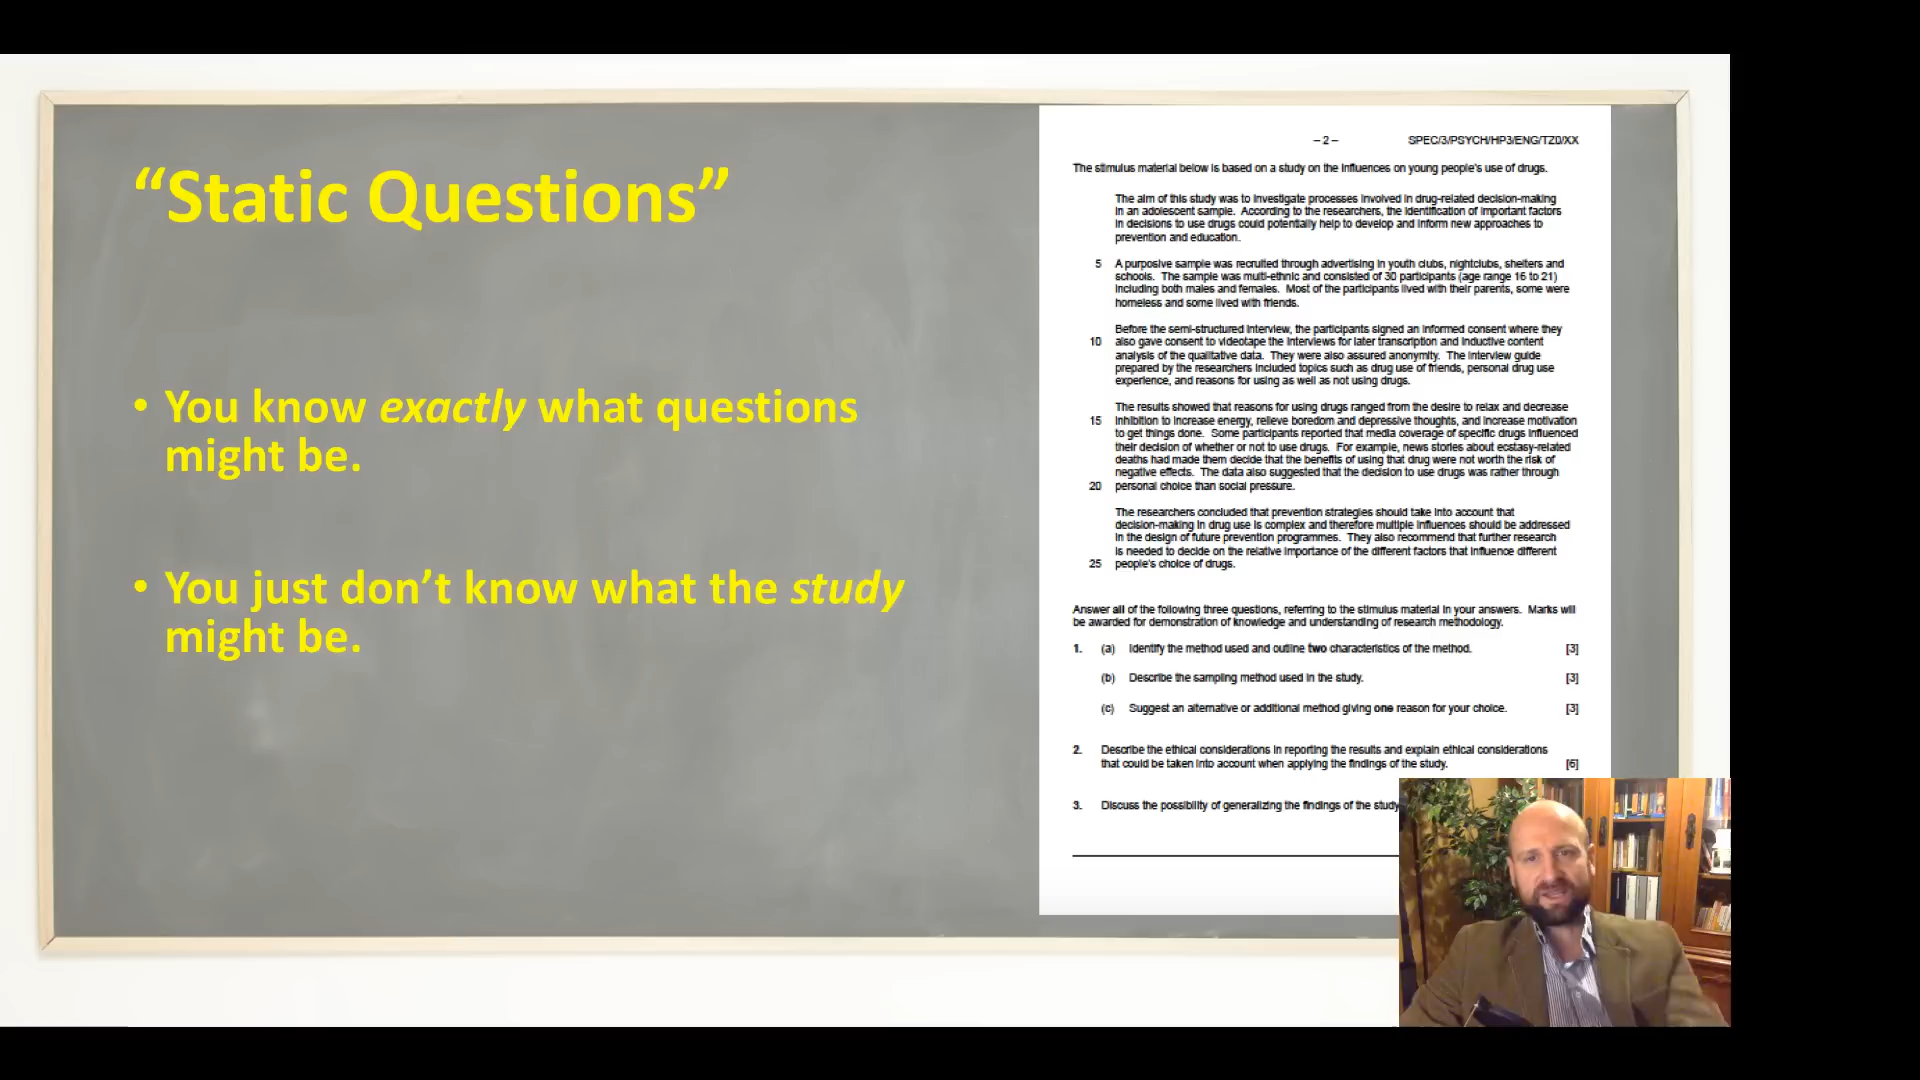 “Static Questions”
• You know exactly what questions
might be.
• You just don’t know what the study
might be.
– 2 –
SPEC/3/PSYCH/HP3/ENG/TZ0/XX
The stimulus material below is based on a study on the influences on young people's use of drugs.
The aim of this study was to investigate processes involved in drug-related decision-making
in an adolescent sample. According to the researchers, the identification of important factors
in decisions to use drugs could potentially help to develop and inform new approaches to
prevention and education.
5 A purposive sample was recruited through advertising in youth clubs, nightclubs, shelters and
schools. The sample was multi-ethnic and consisted of 30 participants (age range 16 to 21)
including both males and females. Most of the participants lived with their parents, some were
homeless and some lived with friends.
Before the semi-structured interview, the participants signed an informed consent where they
10 also gave consent to videotape the interviews for later transcription and inductive content
analysis of the qualitative data. They were also assured anonymity. The interview guide
prepared by the researchers included topics such as drug use of friends, personal drug use
experience, and reasons for using as well as not using drugs.
The results showed that reasons for using drugs ranged from the desire to relax and decrease
15 inhibition to increase energy, relieve boredom and depressive thoughts, and increase motivation
to get things done. Some participants reported that media coverage of specific drugs influenced
their decision of whether or not to use drugs. For example, news stories about ecstasy-related
deaths had made them decide that the benefits of using that drug were not worth the risk of
negative effects. The data also suggested that the decision to use drugs was rather through
20 personal choice than social pressure.
The researchers concluded that prevention strategies should take into account that
decision-making in drug use is complex and therefore multiple influences should be addressed
in the design of future prevention programmes. They also recommend that further research
is needed to decide on the relative importance of the different factors that influence different
25 people's choice of drugs.
Answer all of the following three questions, referring to the stimulus material in your answers. Marks will
be awarded for demonstration of knowledge and understanding of research methodology.
1. (a) Identify the method used and outline two characteristics of the method. [3]
(b) Describe the sampling method used in the study. [3]
(c) Suggest an alternative or additional method giving one reason for your choice. [3]
2. Describe the ethical considerations in reporting the results and explain ethical considerations
that could be taken into account when applying the findings of the study. [6]
3. Discuss the possibility of generalizing the findings of the study